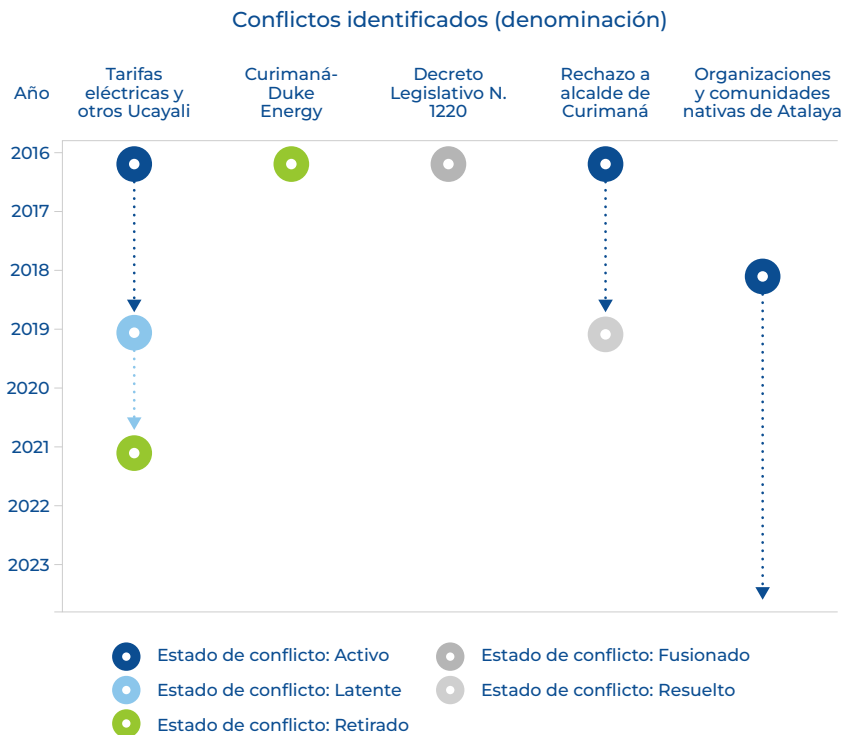 Conflictos identificados (denominación)
Año
Tarifas
eléctricas y
otros Ucayali
Curimaná-
Duke
Energy
Decreto
Legislativo N.
1220
Rechazo a
alcalde de
Curimaná
Organizaciones
y comunidades
nativas de Atalaya
2016
2017
2018
2019
2020
2021
2022
2023
Estado de conflicto: Activo
Estado de conflicto: Latente
Estado de conflicto: Retirado
Estado de conflicto: Fusionado
Estado de conflicto: Resuelto